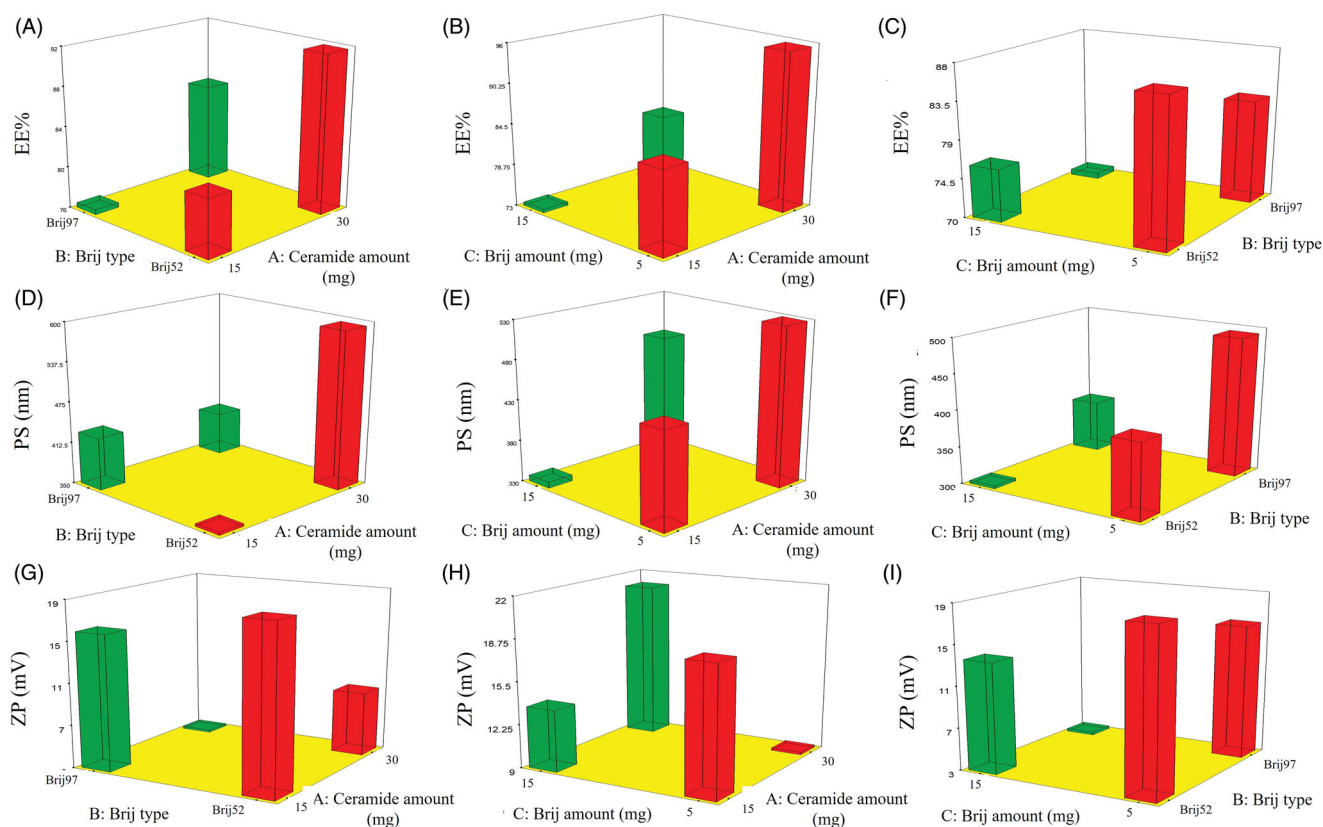 (A)
92
88
84
80
76
EE%
Brij97
Brij52
15
30
B: Brij type
A: Ceramide amount
(mg)
(B)
96
90.25
84.5
78.75
73
EE%
15
5
15
30
C: Brij amount (mg)
A: Ceramide amount
(mg)
(C)
88
83.5
79
74.5
70
EE%
15
5
Brij52
Brij97
C: Brij amount (mg)
B: Brij type
(D)
600
537.5
475
412.5
350
PS (nm)
Brij97
Brij52
15
30
B: Brij type
A: Ceramide amount
(mg)
(E)
530
480
430
380
330
PS (nm)
15
5
15
30
C: Brij amount (mg)
A: Ceramide amount
(mg)
(F)
500
450
400
350
300
PS (nm)
15
5
Brij52
Brij97
C: Brij amount (mg)
B: Brij type
(G)
19
15
11
7
ZP (mV)
Brij97
Brij52
15
30
B: Brij type
A: Ceramide amount
(mg)
(H)
22
18.75
15.5
12.25
9
ZP (mV)
15
5
15
30
C: Brij amount (mg)
A: Ceramide amount
(mg)
(I)
19
15
11
7
3
ZP (mV)
15
5
Brij52
Brij97
C: Brij amount (mg)
B: Brij type